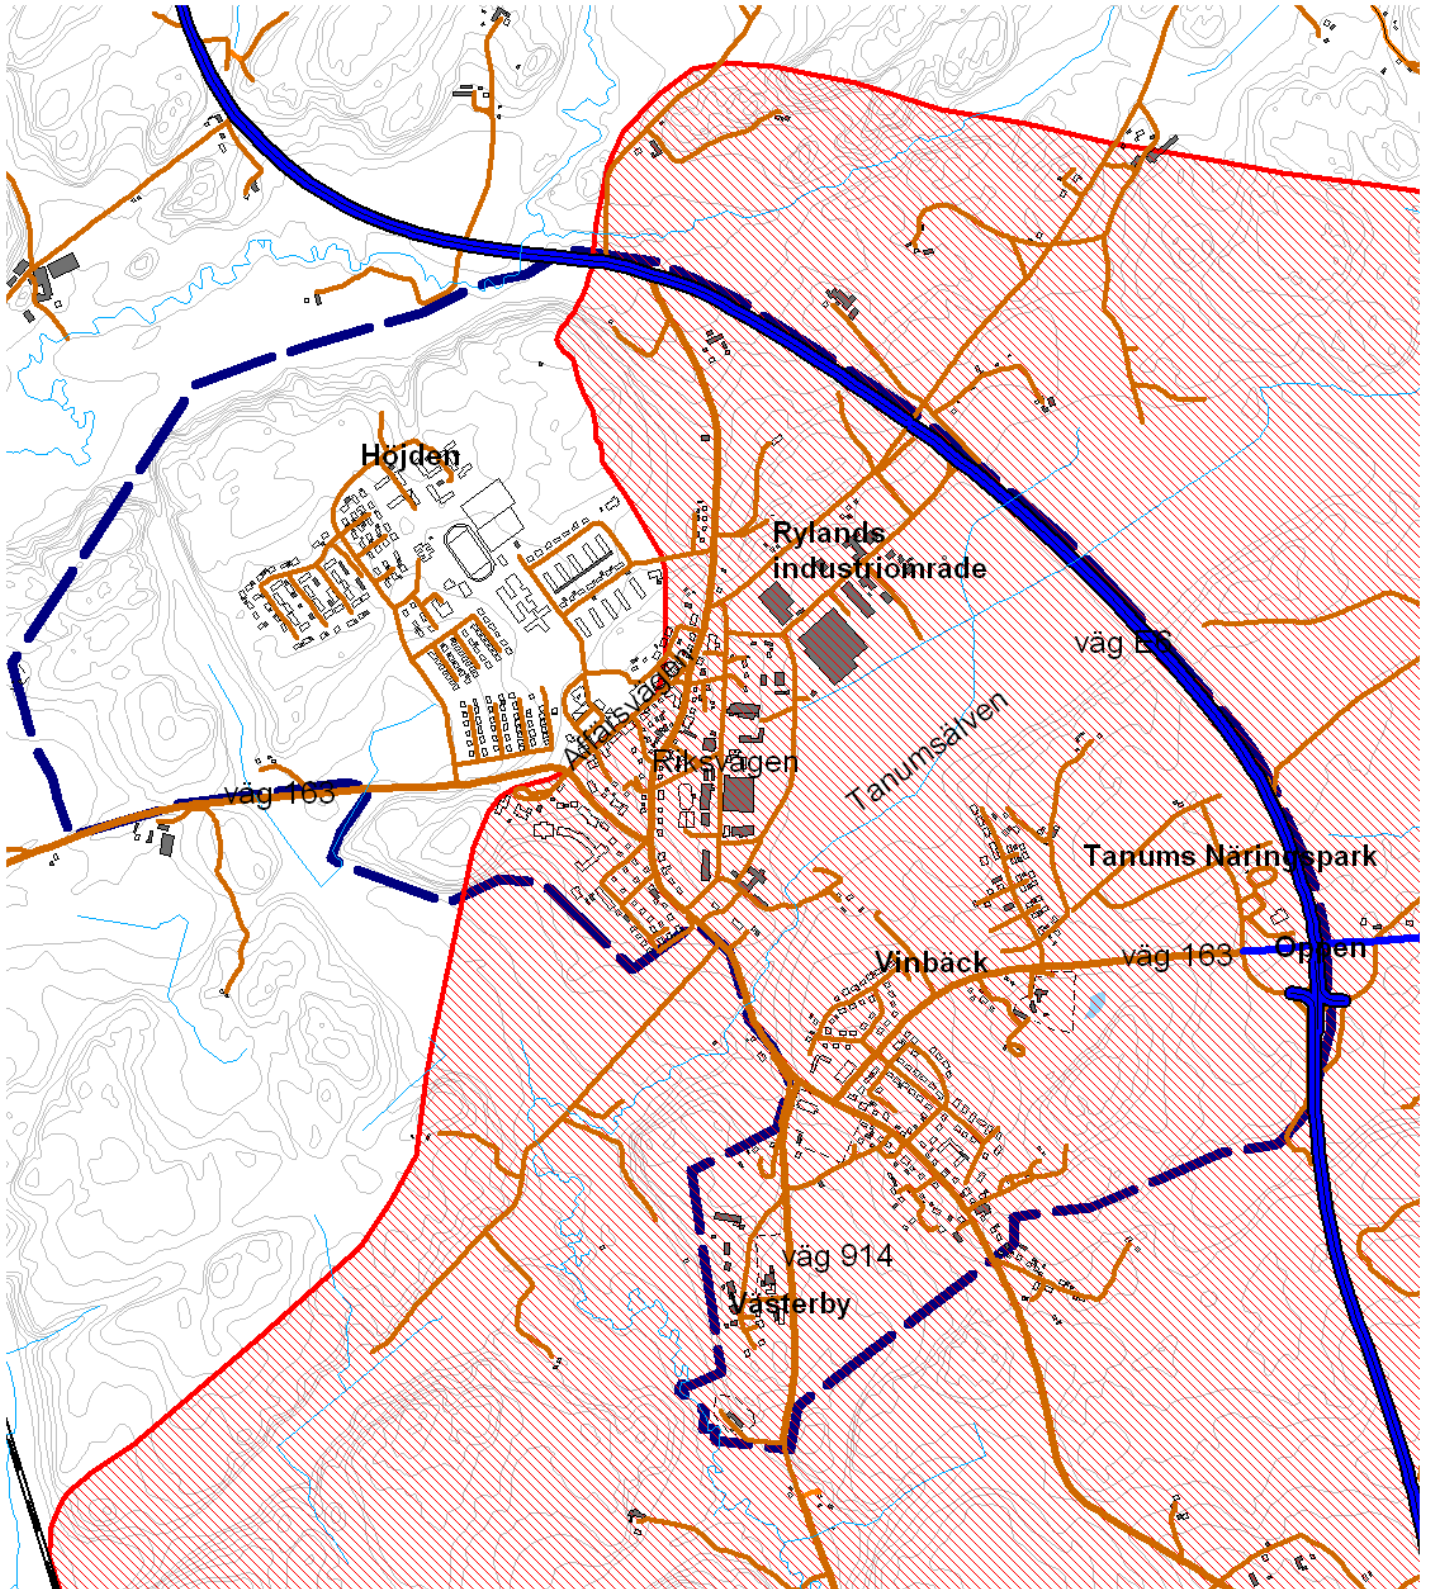 Höjden
Rylands
industriområde
väg E6
Affärsvägen
Tanumsälven
Riksvägen
väg 163
Tanums Näringspark
Oppen
väg 163
Vinbäck
väg 914
Västerby